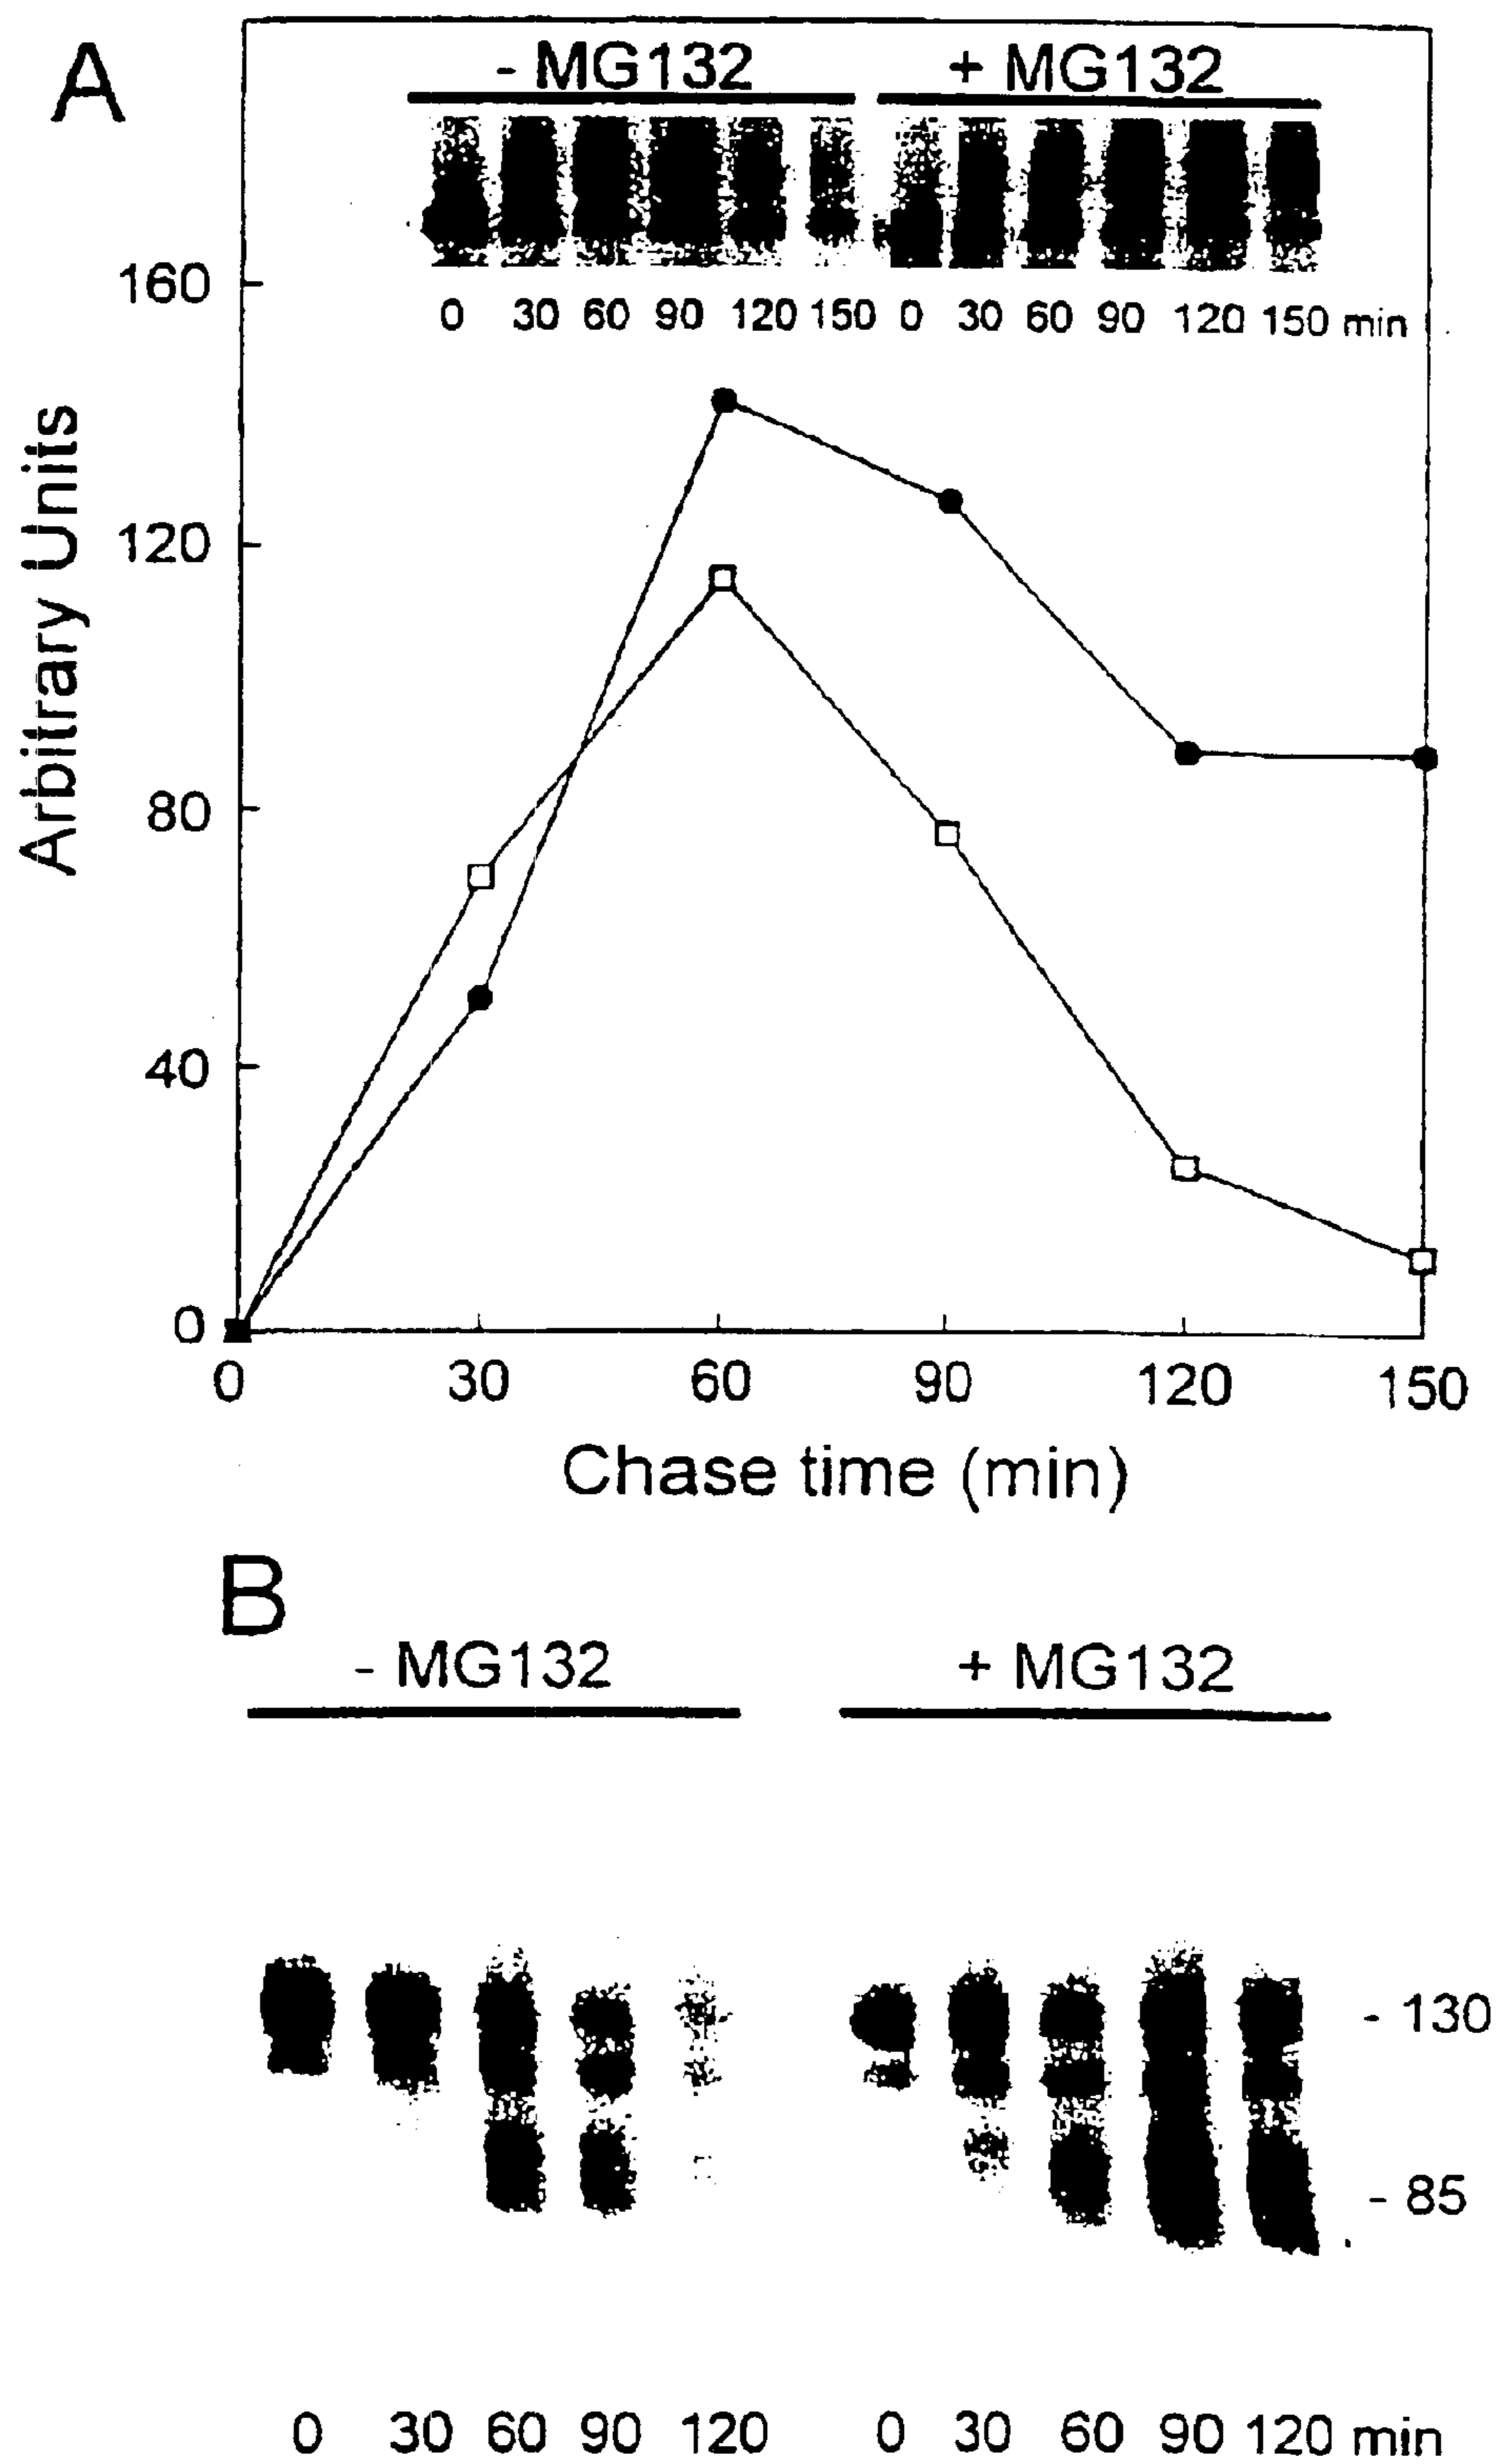 A
- MG132 + MG132
0 30 60 90 120 150 0 30 60 90 120 150 min
160
120
80
40
0
Arbitrary Units
0 30 60 90 120 150
Chase time (min)
B
- MG132 + MG132
- 130
- 85
0 30 60 90 120 0 30 60 90 120 min